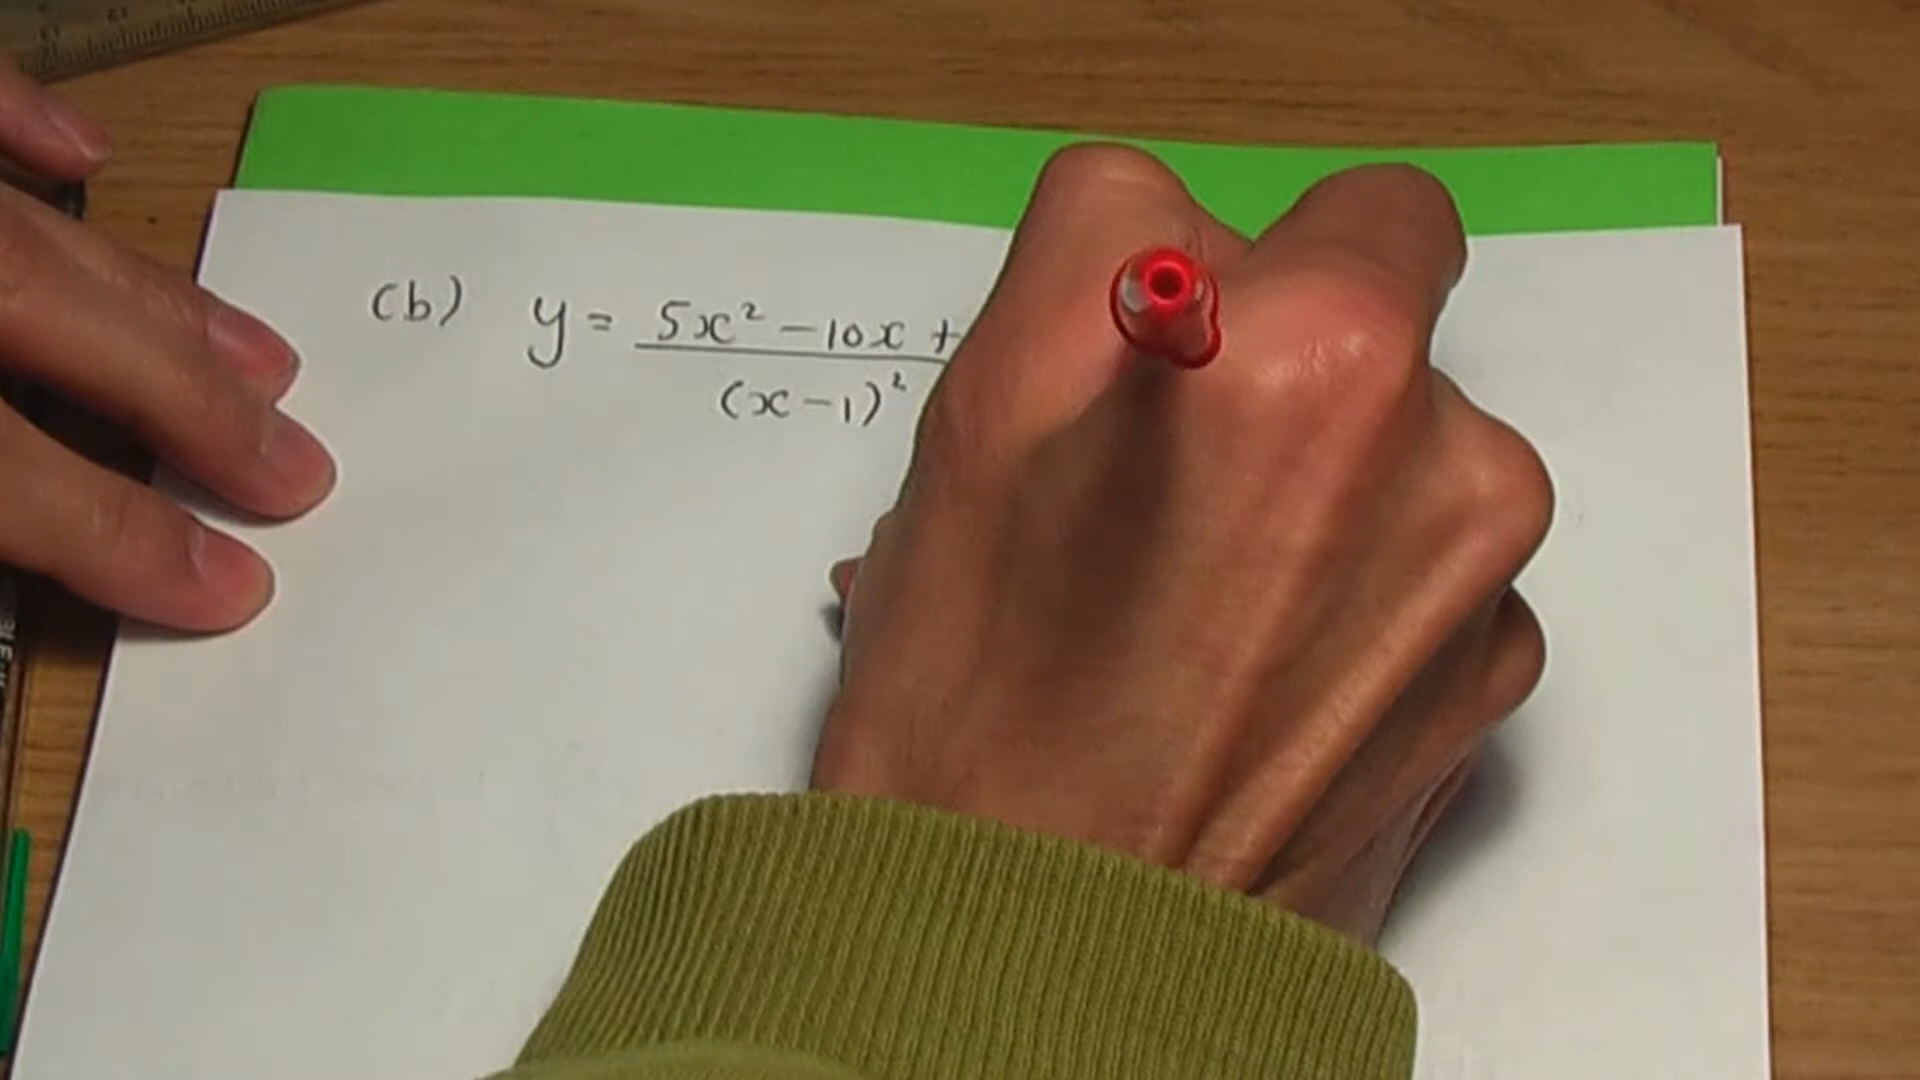 (b) y = 5x² - 10x +
(x - 1)²